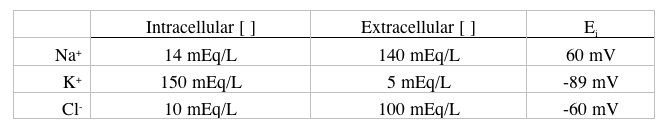 Intracellular [ ] Extracellular [ ] Ei
Na+ 14 mEq/L 140 mEq/L 60 mV
K+ 150 mEq/L 5 mEq/L -89 mV
Cl- 10 mEq/L 100 mEq/L -60 mV